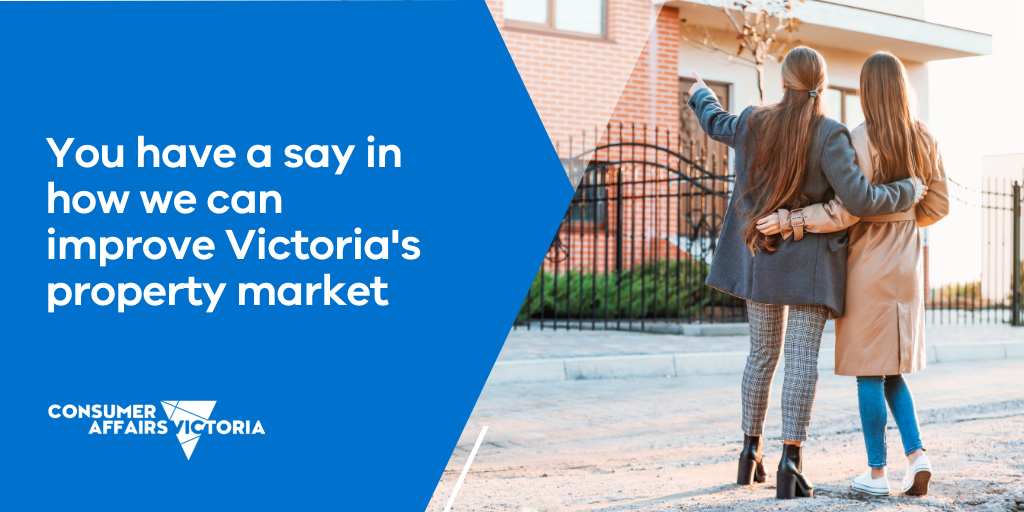 You have a say in
how we can
improve Victoria's
property market
CONSUMER
AFFAIRS VICTORIA